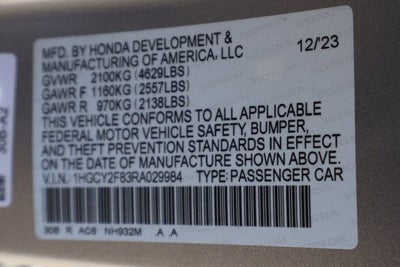 MFD. BY HONDA DEVELOPMENT &
MANUFACTURING OF AMERICA, LLC 12/23
GVWR 2100KG (4629LBS)
GAWR F 1160KG (2557LBS)
GAWR R 970KG (2138LBS)
THIS VEHICLE CONFORMS TO ALL APPLICABLE
FEDERAL MOTOR VEHICLE SAFETY, BUMPER,
AND THEFT PREVENTION STANDARDS IN EFFECT
ON THE DATE OF MANUFACTURE SHOWN ABOVE.
V.I.N.: 1HGCY2F83RA029984 TYPE: PASSENGER CAR
30B R AC6 NH932M .A .A
30B-A2